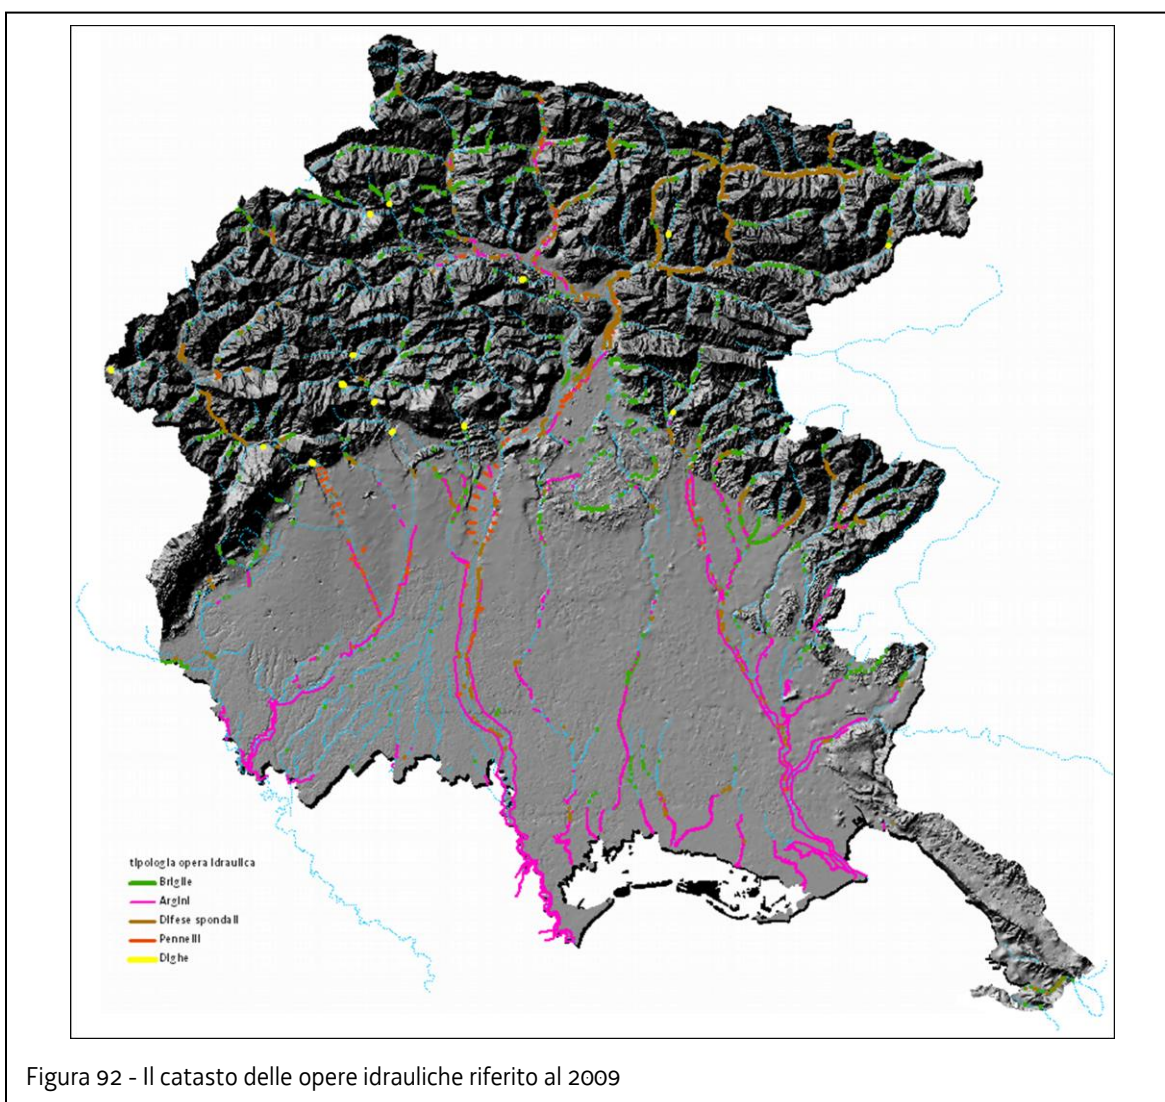 tipologia opera idraulica
Briglie
Argini
Difese spondali
Pennelli
Dighe
Figura 92 - Il catasto delle opere idrauliche riferito al 2009